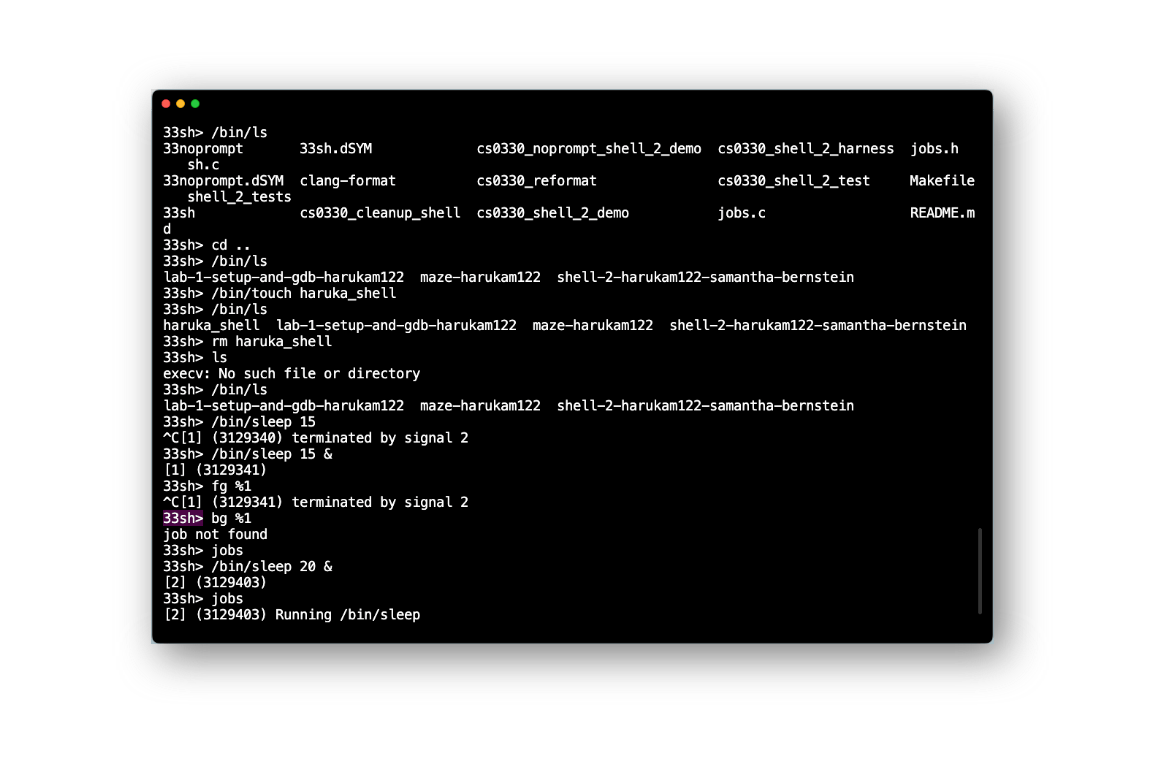 33sh> /bin/ls
33noprompt       33sh.dSYM             cs0330_noprompt_shell_2_demo  cs0330_shell_2_harness  jobs.h
   sh.c
33noprompt.dSYM  clang-format          cs0330_reformat               cs0330_shell_2_test     Makefile
   shell_2_tests
33sh             cs0330_cleanup_shell  cs0330_shell_2_demo           jobs.c                  README.m
d
33sh> cd ..
33sh> /bin/ls
lab-1-setup-and-gdb-harukam122  maze-harukam122  shell-2-harukam122-samantha-bernstein
33sh> /bin/touch haruka_shell
33sh> /bin/ls
haruka_shell  lab-1-setup-and-gdb-harukam122  maze-harukam122  shell-2-harukam122-samantha-bernstein
33sh> rm haruka_shell
33sh> ls
execv: No such file or directory
33sh> /bin/ls
lab-1-setup-and-gdb-harukam122  maze-harukam122  shell-2-harukam122-samantha-bernstein
33sh> /bin/sleep 15
^C[1] (3129340) terminated by signal 2
33sh> /bin/sleep 15 &
[1] (3129341)
33sh> fg %1
^C[1] (3129341) terminated by signal 2
33sh> bg %1
job not found
33sh> jobs
33sh> /bin/sleep 20 &
[2] (3129403)
33sh> jobs
[2] (3129403) Running /bin/sleep